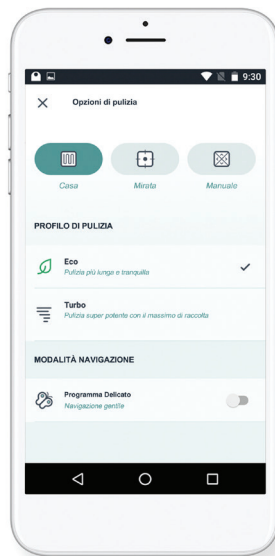 9:30
Opzioni di pulizia
Casa
Mirata
Manuale
PROFILO DI PULIZIA
Eco
Pulizia più lunga e tranquilla
Turbo
Pulizia super potente con il massimo di raccolta
MODALITÀ NAVIGAZIONE
Programma Delicato
Navigazione gentile